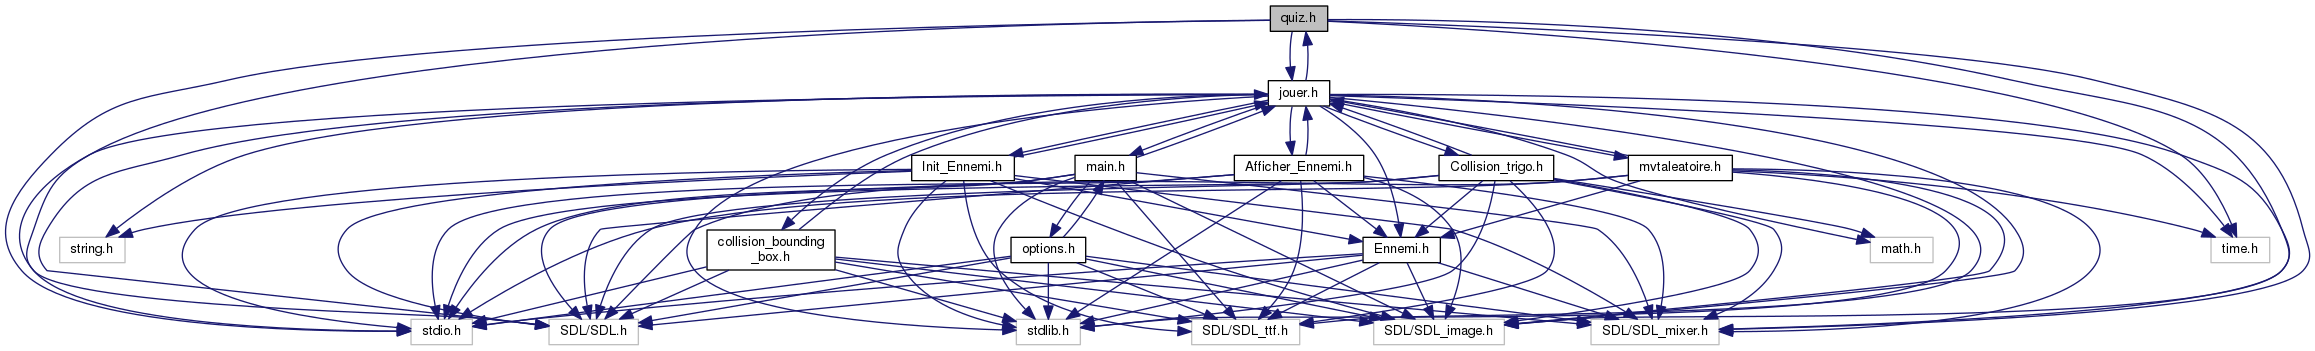 quiz.h
jouer.h
Init_Ennemi.h
main.h
Afficher_Ennemi.h
Collision_trigo.h
mvtaleatoire.h
string.h
collision_bounding
_box.h
options.h
Ennemi.h
math.h
time.h
stdio.h
SDL/SDL.h
stdlib.h
SDL/SDL_ttf.h
SDL/SDL_image.h
SDL/SDL_mixer.h